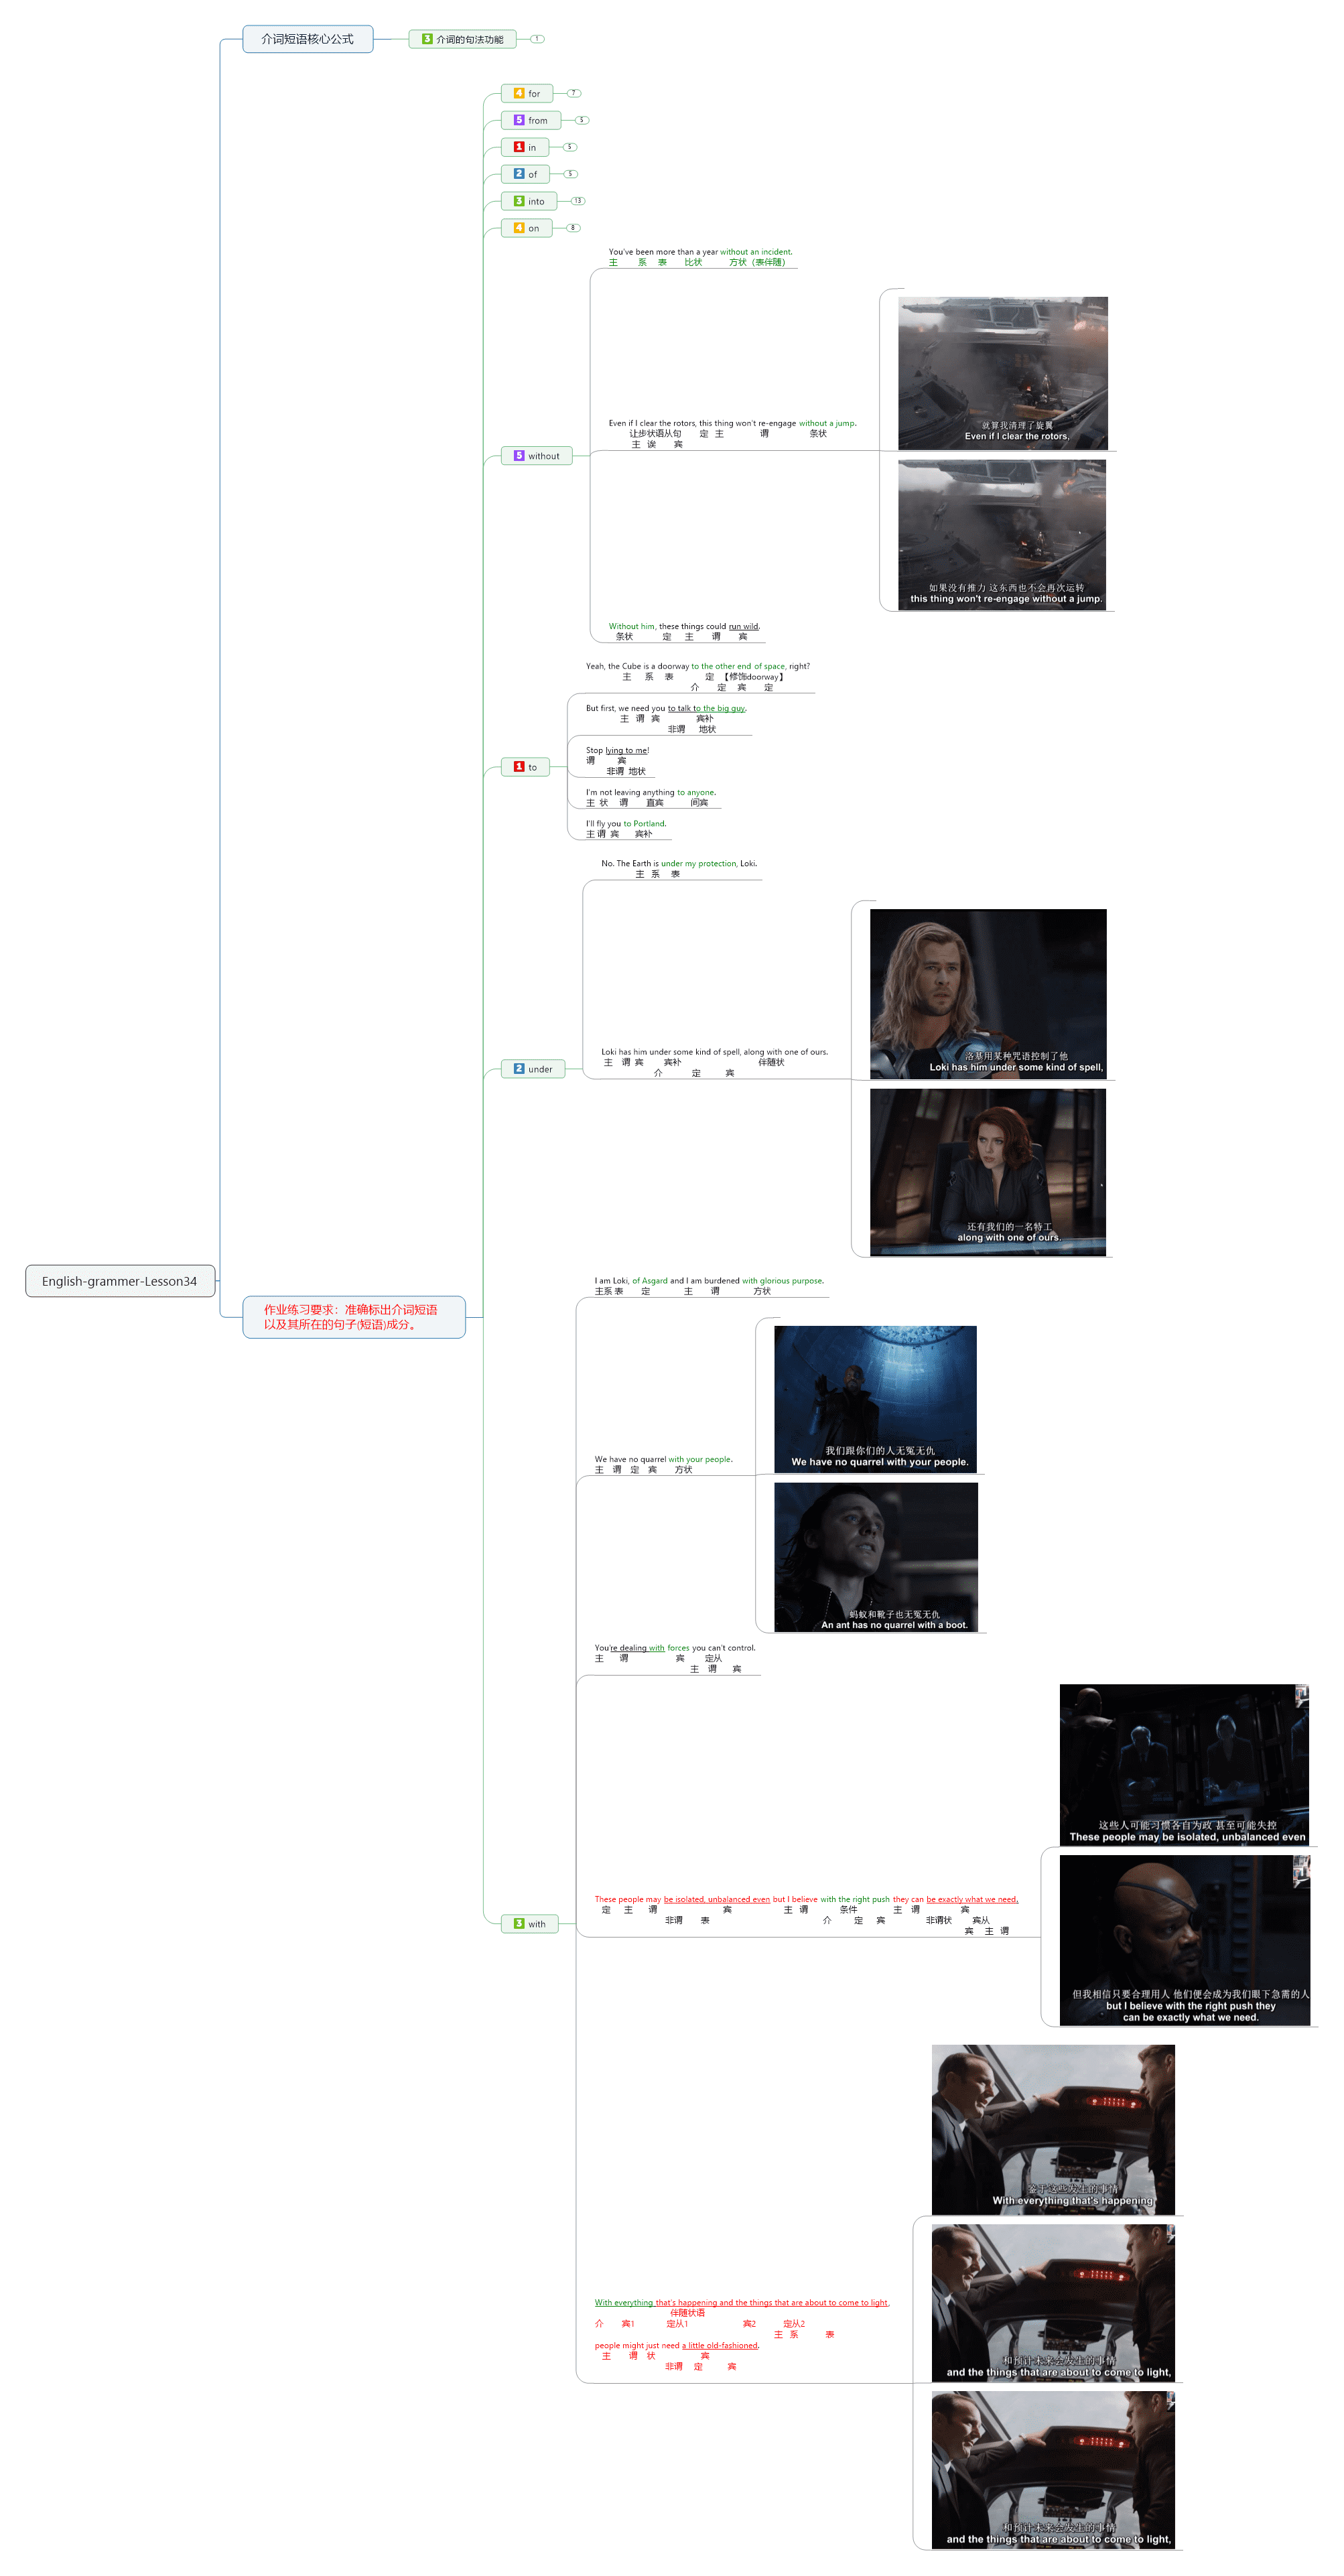 介词短语核心公式
3 介词的句法功能
1
4 for
7
5 from
5
1 in
5
2 of
5
3 into
13
4 on
8
You've been more than a year without an incident.
主 系 表 比状 方状（表伴随）
5 without
Even if I clear the rotors, this thing won't re-engage without a jump.
让步状语从句 定 主 谓 条状
主 诶 宾
就算我清理了旋翼
Even if I clear the rotors,
如果没有推力 这东西也不会再次运转
this thing won't re-engage without a jump.
Without him, these things could run wild.
条状 定 主 谓 宾
Yeah, the Cube is a doorway to the other end of space, right?
主 系 表 定 【修饰doorway】
介 定 宾 定
But first, we need you to talk to the big guy.
主 谓 宾 宾补
非谓 地状
1 to
Stop lying to me!
谓 宾
非谓 地状
I'm not leaving anything to anyone.
主 状 谓 直宾 间宾
I'll fly you to Portland.
主 谓 宾 宾补
No. The Earth is under my protection, Loki.
主 系 表
2 under
Loki has him under some kind of spell, along with one of ours.
主 谓 宾 宾补 伴随状
介 定 宾
洛基用某种咒语控制了他
Loki has him under some kind of spell,
还有我们的一名特工
along with one of ours.
English-grammer-Lesson34
作业练习要求：准确标出介词短语
以及其所在的句子(短语)成分。
I am Loki, of Asgard and I am burdened with glorious purpose.
主系 表 定 主 谓 方状
We have no quarrel with your people.
主 谓 定 宾 方状
我们跟你们的人无冤无仇
We have no quarrel with your people.
蚂蚁和靴子也无冤无仇
An ant has no quarrel with a boot.
You're dealing with forces you can't control.
主 谓 宾 定从
主 谓 宾
3 with
These people may be isolated, unbalanced even but I believe with the right push they can be exactly what we need.
定 主 谓 宾 主 谓 条件 主 谓 宾
非谓 表 介 定 宾 非谓状 宾从
宾 主 谓
这些人可能习惯各自为政 甚至可能失控
These people may be isolated, unbalanced even
但我相信只要合理用人 他们便会成为我们眼下急需的人
but I believe with the right push they
can be exactly what we need.
With everything that's happening and the things that are about to come to light,
伴随状语
介 宾1 定从1 宾2 定从2
主 系 表
people might just need a little old-fashioned.
主 谓 状 宾
非谓 定 宾
鉴于这些发生的事情
With everything that's happening
和预计未来会发生的事情
and the things that are about to come to light,
和预计未来会发生的事情
and the things that are about to come to light,